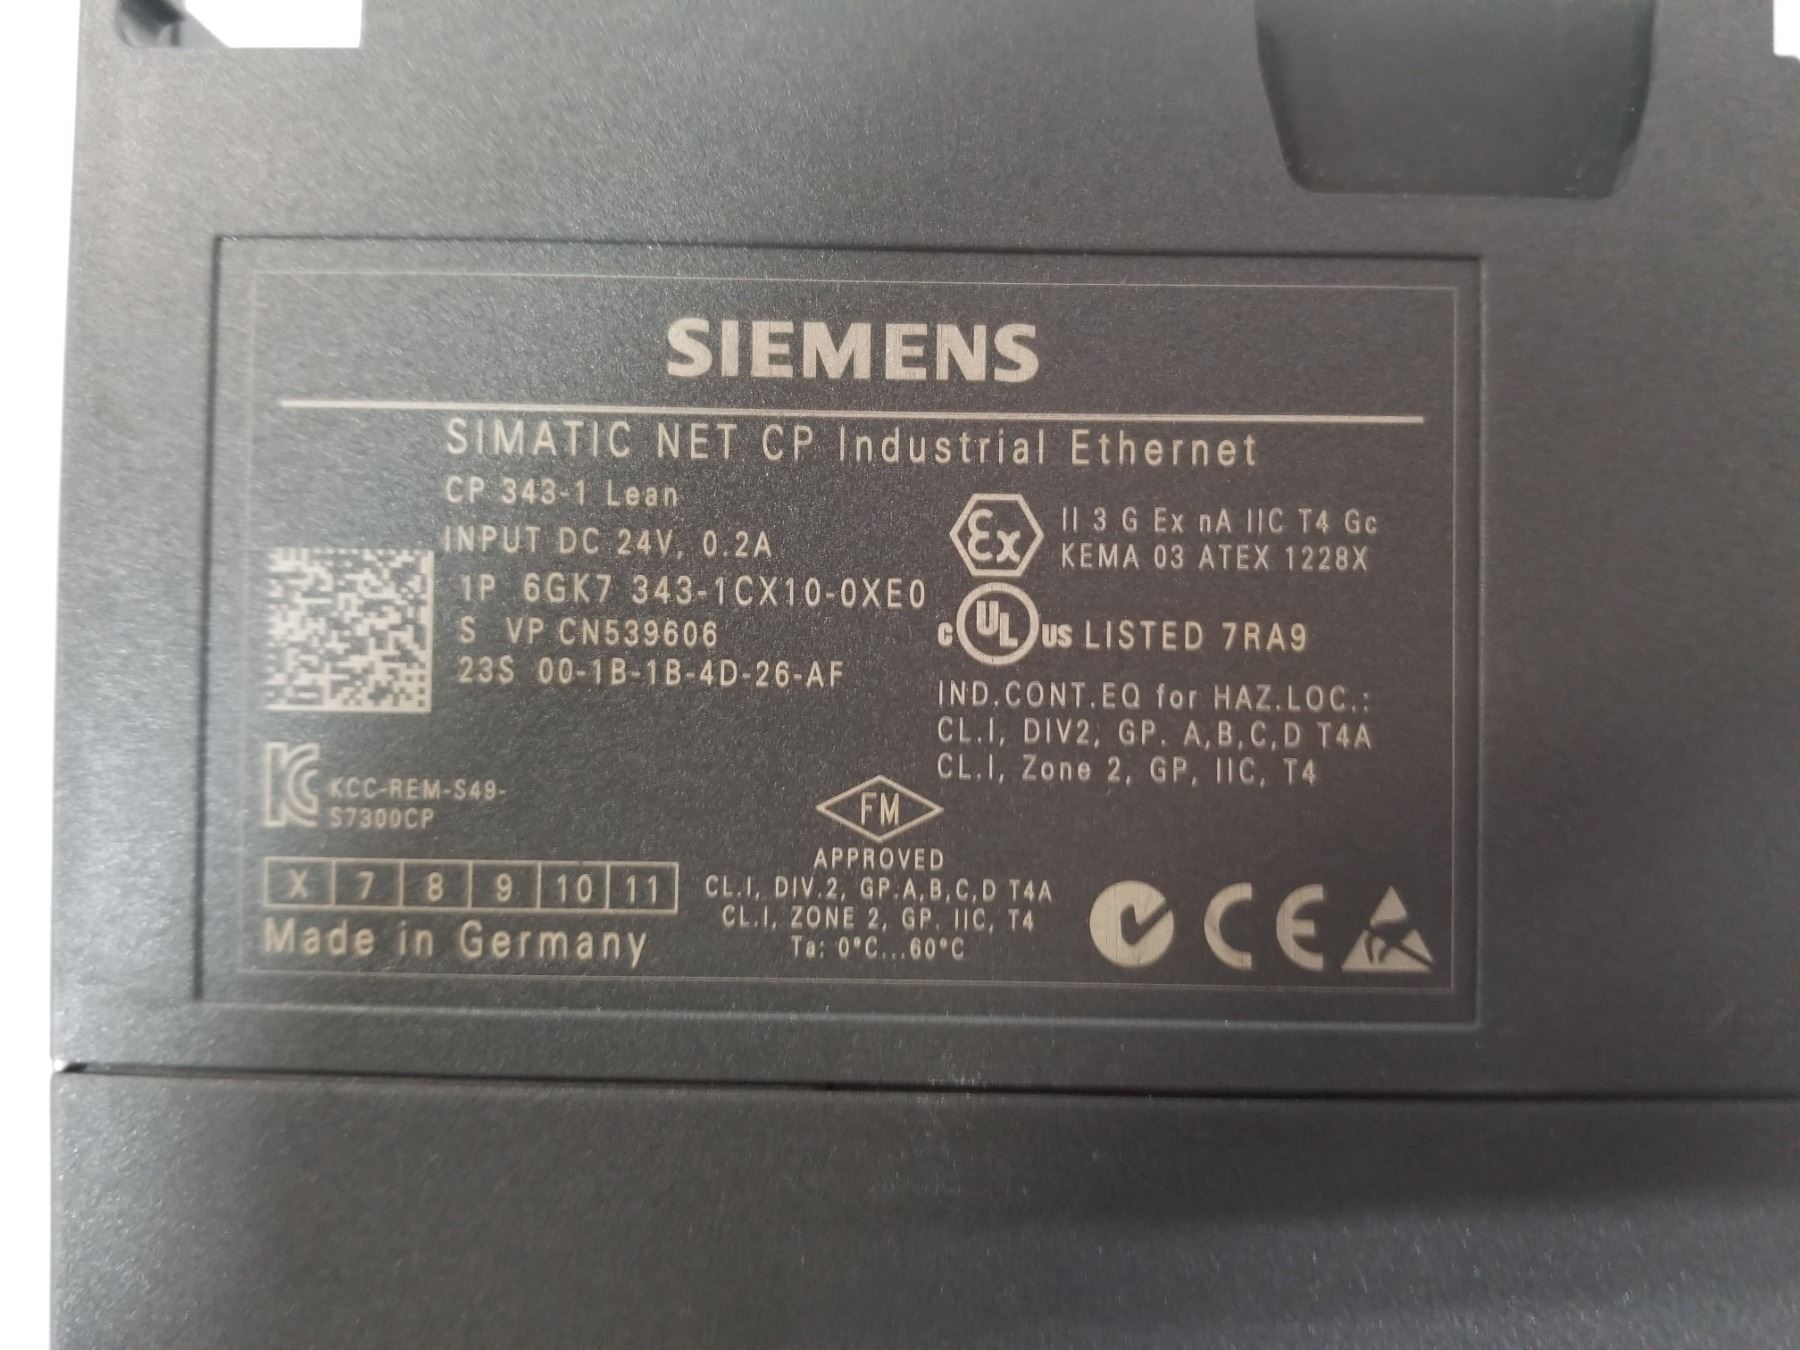 SIEMENS
SIMATIC NET CP Industrial Ethernet
CP 343-1 Lean
INPUT DC 24V, 0.2A
1P 6GK7 343-1CX10-0XE0
S VP CN539606
23S 00-1B-1B-4D-26-AF
Ex II 3 G Ex nA IIC T4 Gc
KEMA 03 ATEX 1228X
c UL us LISTED 7RA9
IND.CONT.EQ for HAZ.LOC.:
CL.I, DIV2, GP. A,B,C,D T4A
CL.I, Zone 2, GP, IIC, T4
KCC-REM-S49-
S7300CP
X 7 8 9 10 11
Made in Germany
FM
APPROVED
CL.I, DIV.2, GP.A,B,C,D T4A
CL.I, ZONE 2, GP. IIC, T4
Ta: 0°C...60°C
CE